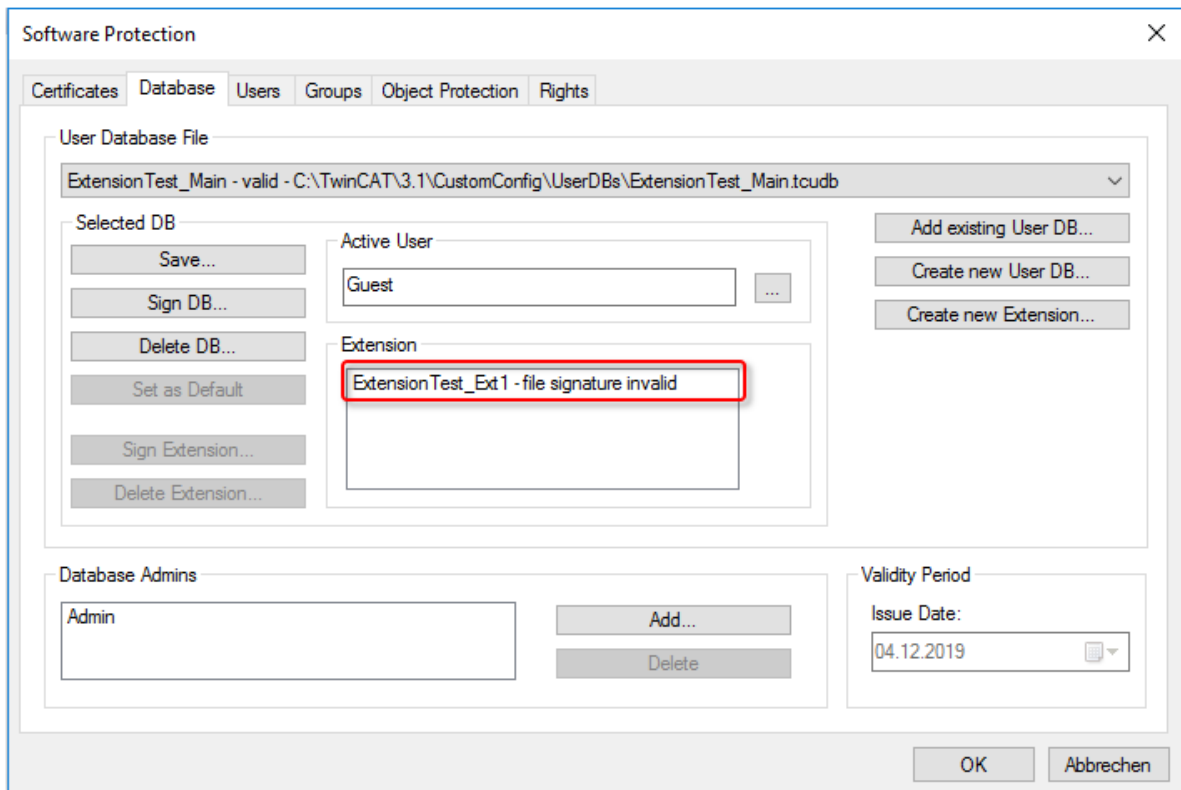 Software Protection
Certificates Database Users Groups Object Protection Rights
User Database File
ExtensionTest_Main - valid - C:\TwinCAT\3.1\CustomConfig\UserDBs\ExtensionTest_Main.tcudb
Selected DB
Save...
Sign DB...
Delete DB...
Set as Default
Sign Extension...
Delete Extension...
Active User
Guest
...
Extension
ExtensionTest_Ext1 - file signature invalid
Add existing User DB...
Create new User DB...
Create new Extension...
Database Admins
Admin
Add...
Delete
Validity Period
Issue Date:
04.12.2019
OK
Abbrechen